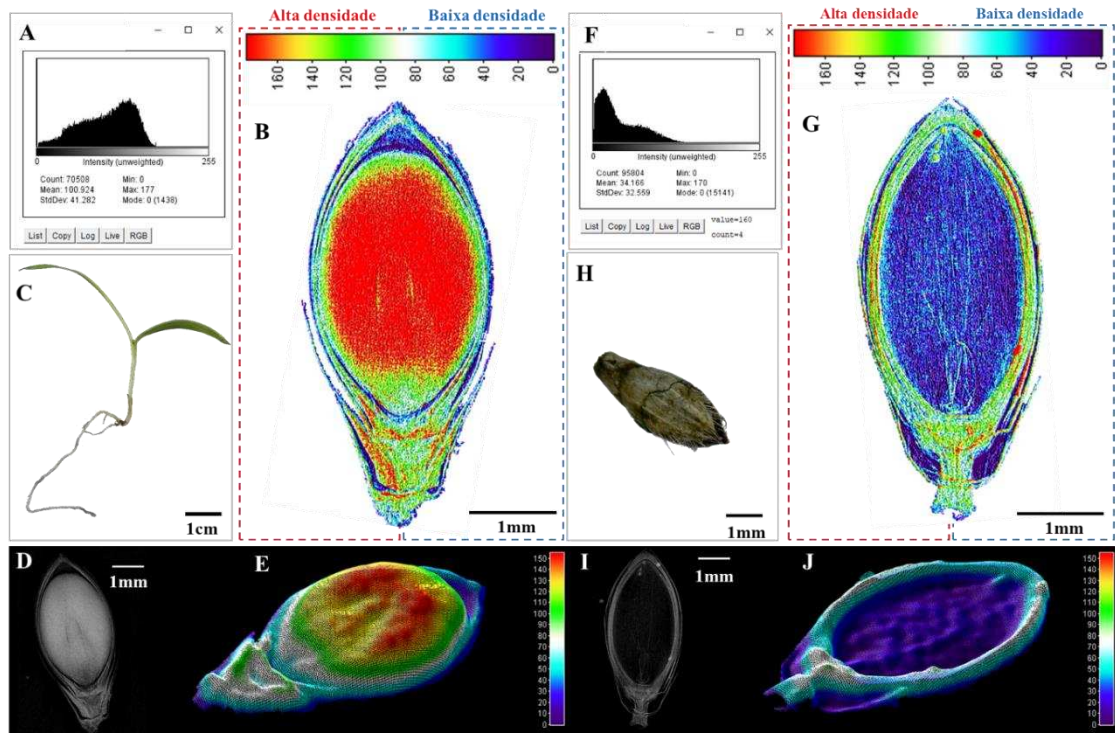 A
0 255
Intensity (unweighted)
Count: 70508 Min: 0
Mean: 100.924 Max: 177
StdDev: 41.282 Mode: 0 (1438)
List Copy Log Live RGB
Alta densidade Baixa densidade
160 140 120 100 80 60 40 20 0
B
1mm
C
1cm
D
1mm
E
150
140
130
120
110
100
90
80
70
60
50
40
30
20
10
0
F
0 255
Intensity (unweighted)
Count: 95804 Min: 0
Mean: 34.166 Max: 170
StdDev: 32.559 Mode: 0 (15141)
List Copy Log Live RGB
value=160
count=4
Alta densidade Baixa densidade
160 140 120 100 80 60 40 20 0
G
1mm
H
1mm
I
1mm
J
150
140
130
120
110
100
90
80
70
60
50
40
30
20
10
0